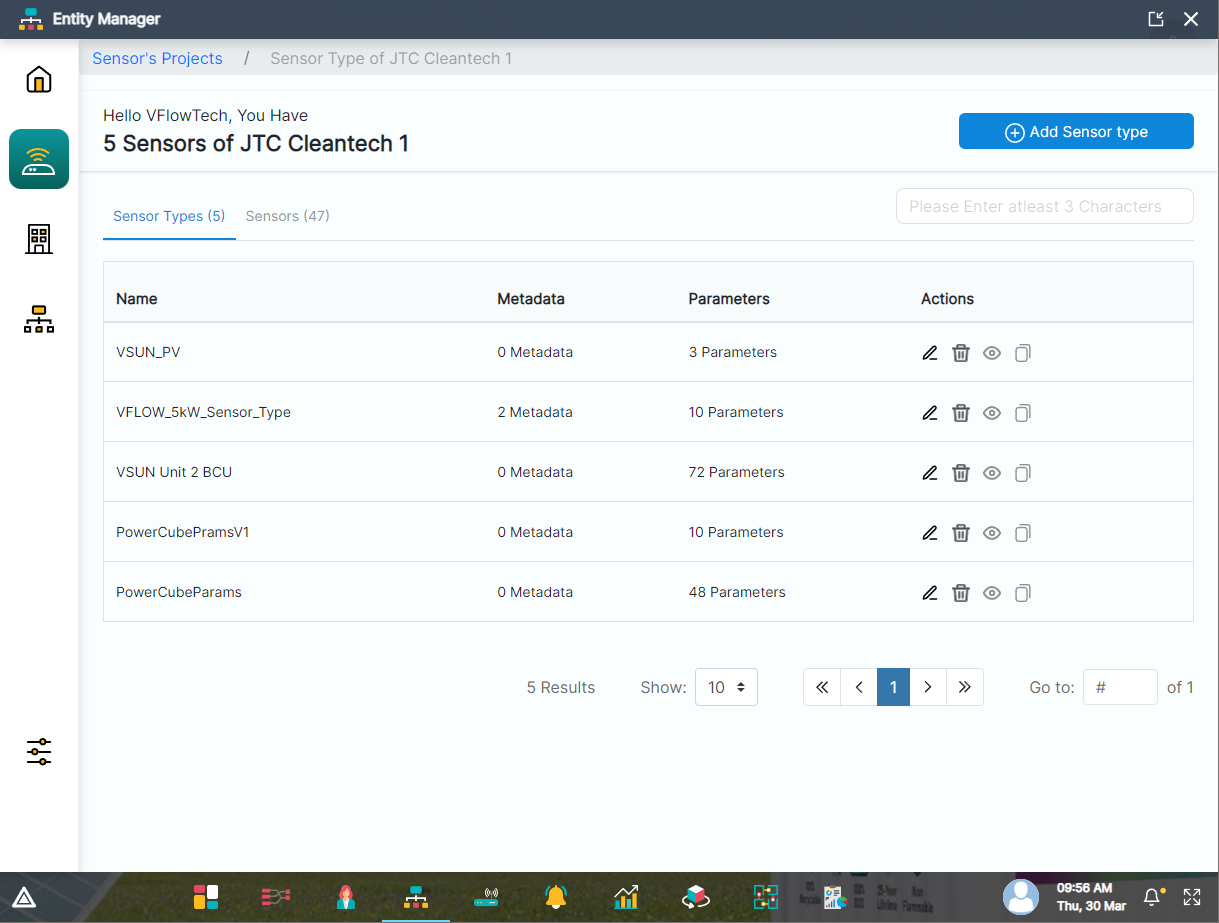 Entity Manager
Sensor's Projects / Sensor Type of JTC Cleantech 1
Hello VFlowTech, You Have
5 Sensors of JTC Cleantech 1
Add Sensor type
Sensor Types (5) Sensors (47)
Please Enter atleast 3 Characters
Name Metadata Parameters Actions
VSUN_PV 0 Metadata 3 Parameters
VFLOW_5kW_Sensor_Type 2 Metadata 10 Parameters
VSUN Unit 2 BCU 0 Metadata 72 Parameters
PowerCubePramsV1 0 Metadata 10 Parameters
PowerCubeParams 0 Metadata 48 Parameters
5 Results Show: 10 « ‹ 1 › » Go to: # of 1
09:56 AM
Thu, 30 Mar